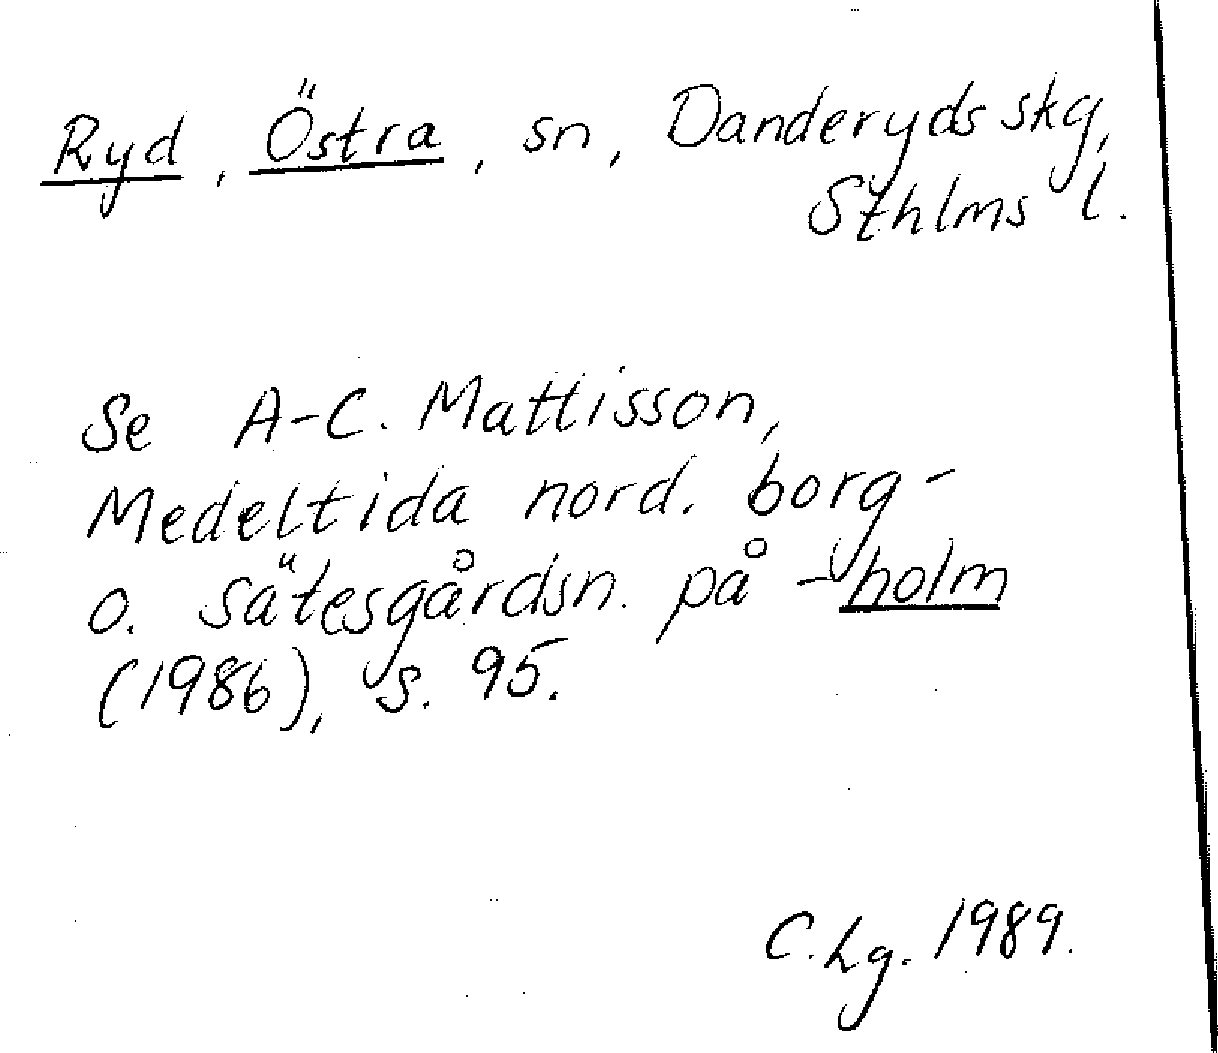 Ryd, Östra, sn, Danderyds skg,
Sthlms l.
Se A-C. Mattisson,
Medeltida nord. borg-
o. sätesgårdsn. på -holm
(1986), s. 95.
C. Lg. 1989.